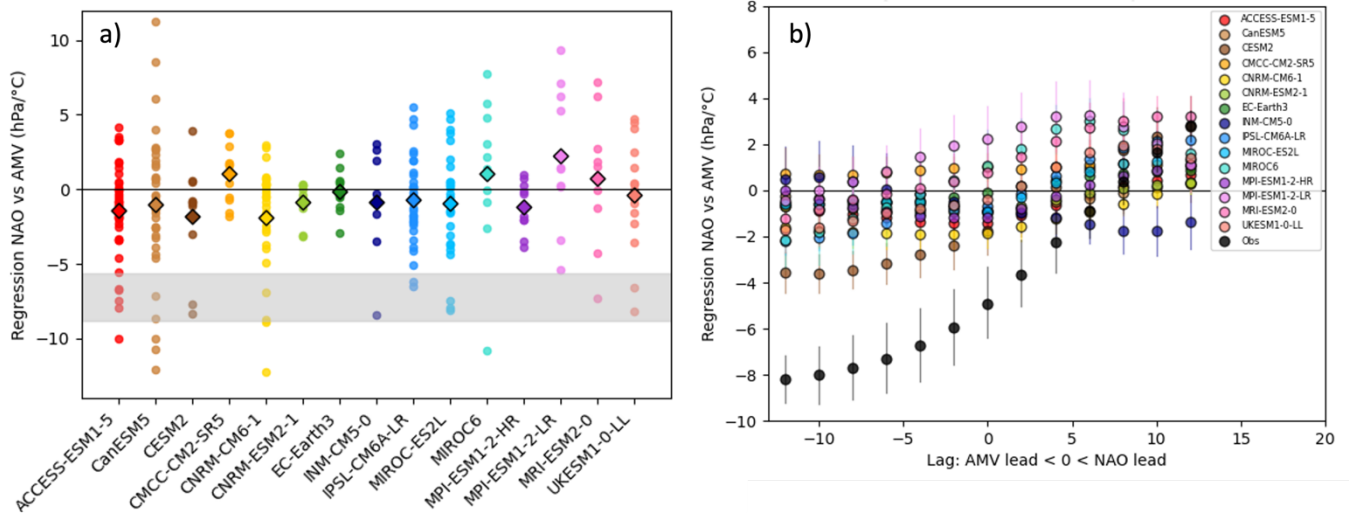 a)
Regression NAO vs AMV (hPa/°C)
10
5
0
−5
−10
ACCESS-ESM1-5
CanESM5
CESM2
CMCC-CM2-SR5
CNRM-CM6-1
CNRM-ESM2-1
EC-Earth3
INM-CM5-0
IPSL-CM6A-LR
MIROC-ES2L
MIROC6
MPI-ESM1-2-HR
MPI-ESM1-2-LR
MRI-ESM2-0
UKESM1-0-LL
b)
Regression NAO vs AMV (hPa/°C)
8
6
4
2
0
−2
−4
−6
−8
−10
−10
−5
0
5
10
15
20
Lag: AMV lead < 0 < NAO lead
ACCESS-ESM1-5
CanESM5
CESM2
CMCC-CM2-SR5
CNRM-CM6-1
CNRM-ESM2-1
EC-Earth3
INM-CM5-0
IPSL-CM6A-LR
MIROC-ES2L
MIROC6
MPI-ESM1-2-HR
MPI-ESM1-2-LR
MRI-ESM2-0
UKESM1-0-LL
Obs